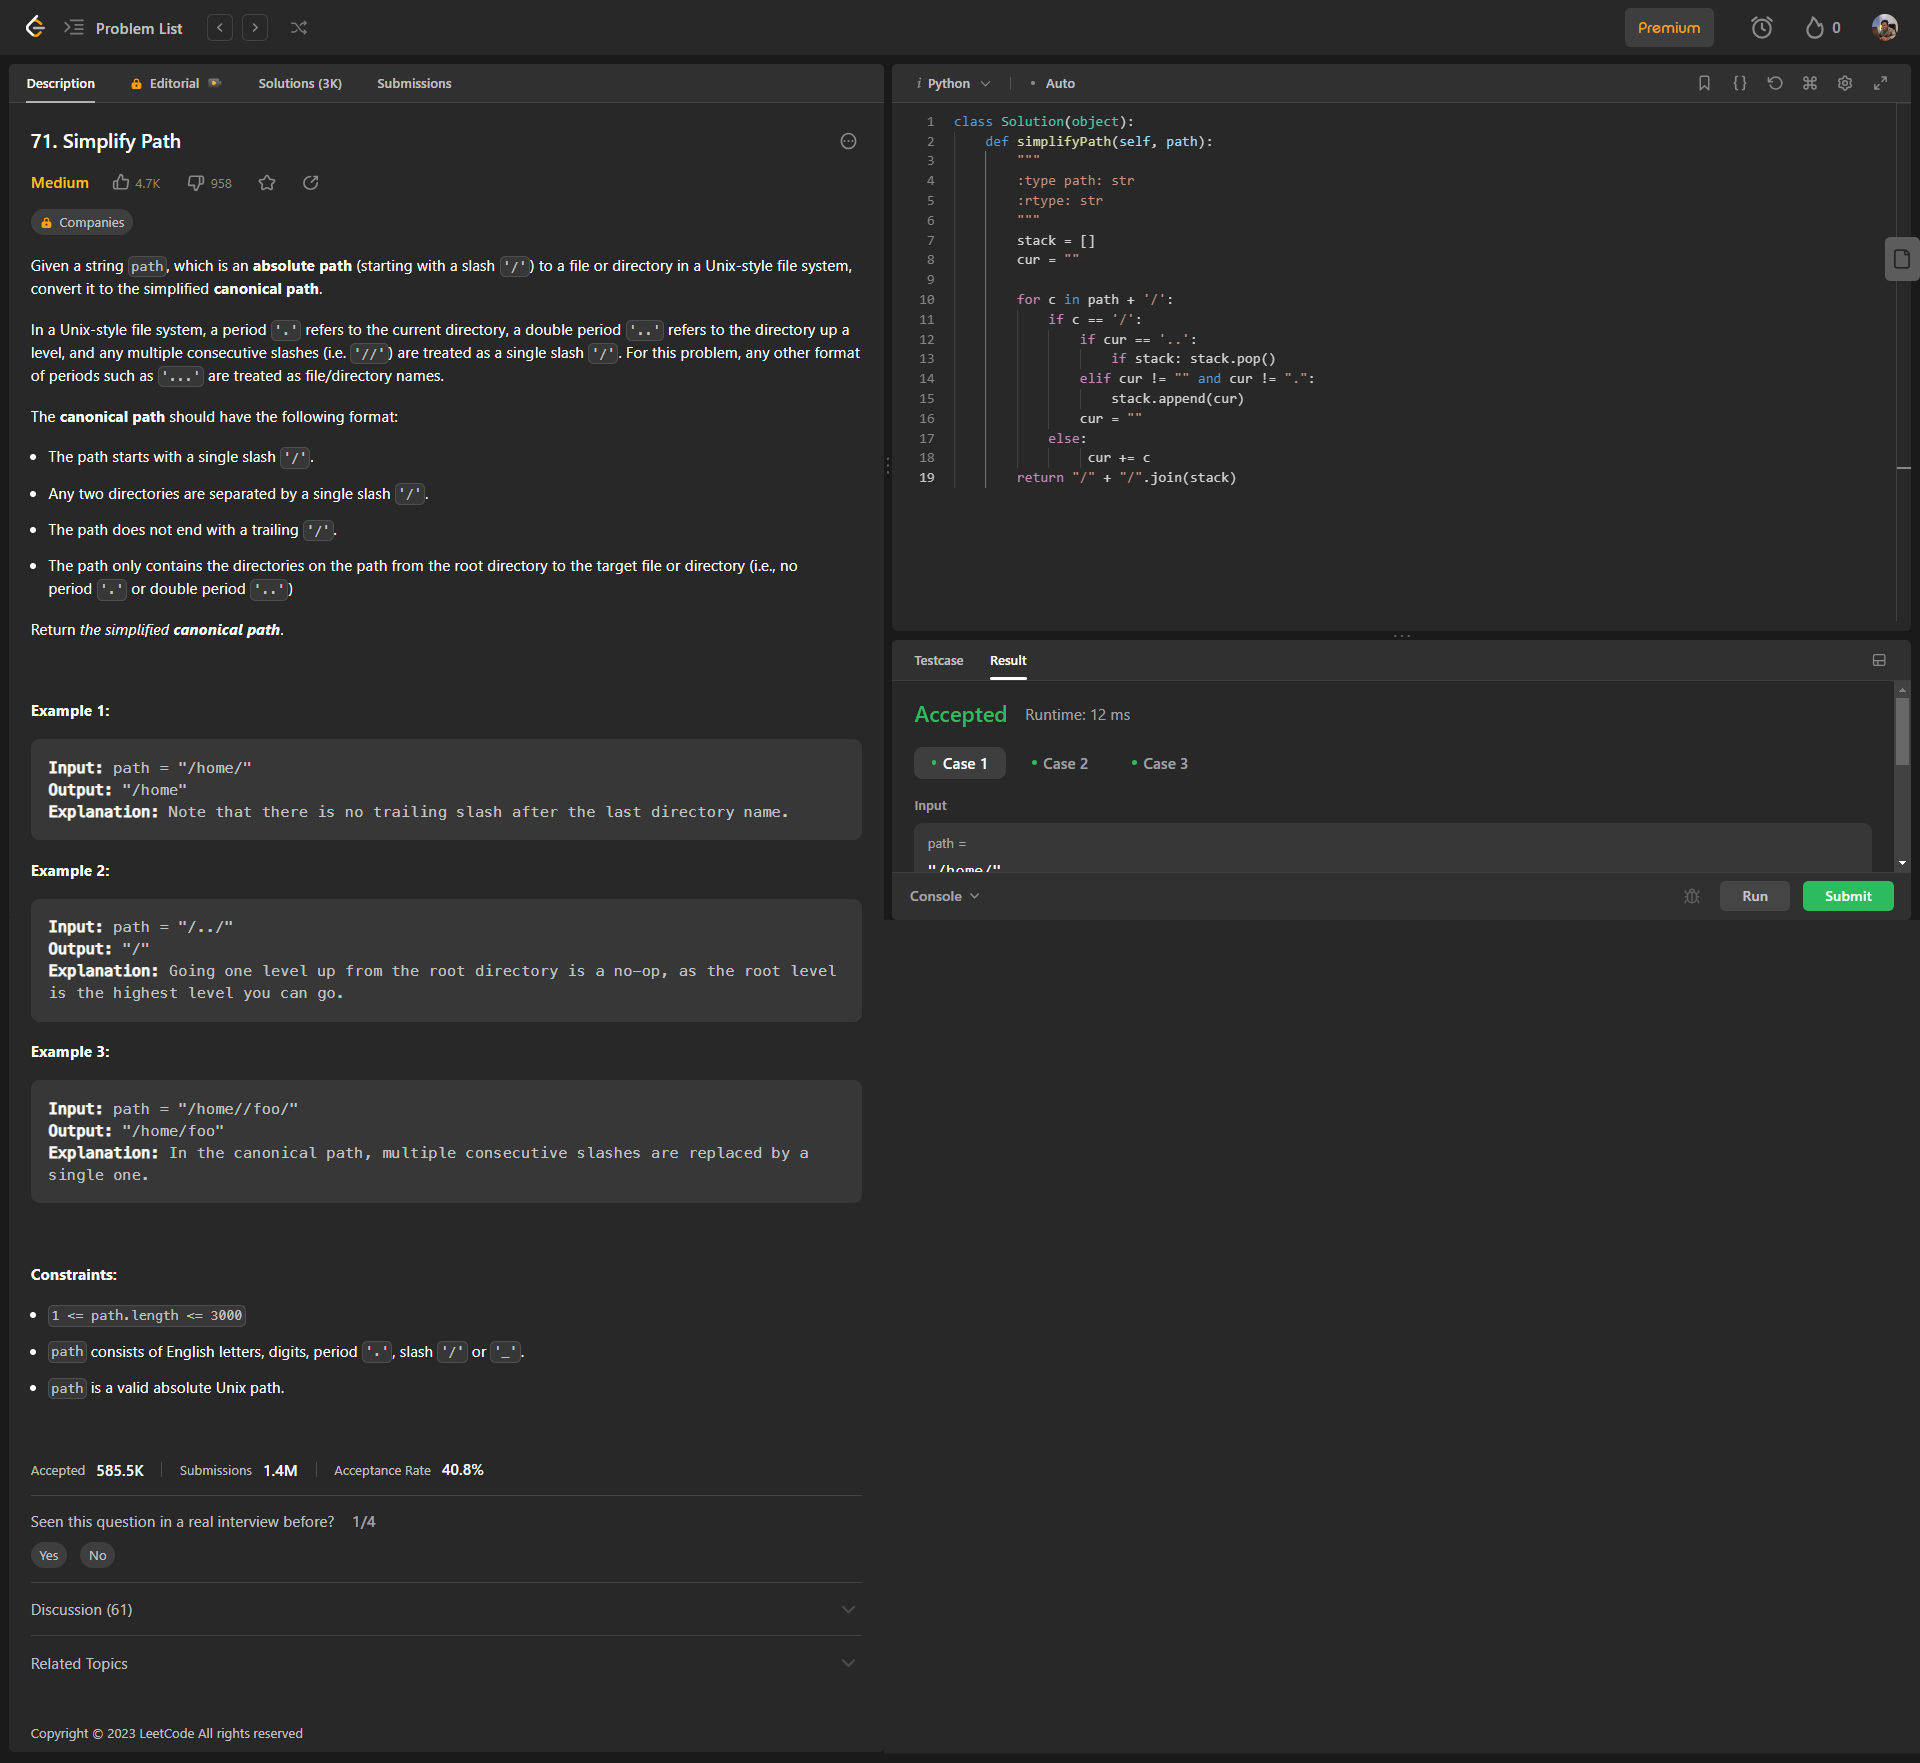 Problem List
Premium
0
Description Editorial Solutions (3K) Submissions
71. Simplify Path
Medium 4.7K 958
Companies
Given a string path, which is an absolute path (starting with a slash '/') to a file or directory in a Unix-style file system,
convert it to the simplified canonical path.
In a Unix-style file system, a period '.' refers to the current directory, a double period '..' refers to the directory up a
level, and any multiple consecutive slashes (i.e. '//') are treated as a single slash '/'. For this problem, any other format
of periods such as '...' are treated as file/directory names.
The canonical path should have the following format:
• The path starts with a single slash '/'.
• Any two directories are separated by a single slash '/'.
• The path does not end with a trailing '/'.
• The path only contains the directories on the path from the root directory to the target file or directory (i.e., no
period '.' or double period '..')
Return the simplified canonical path.
Example 1:
Input: path = "/home/"
Output: "/home"
Explanation: Note that there is no trailing slash after the last directory name.
Example 2:
Input: path = "/../"
Output: "/"
Explanation: Going one level up from the root directory is a no-op, as the root level
is the highest level you can go.
Example 3:
Input: path = "/home//foo/"
Output: "/home/foo"
Explanation: In the canonical path, multiple consecutive slashes are replaced by a
single one.
Constraints:
• 1 <= path.length <= 3000
• path consists of English letters, digits, period '.', slash '/' or '_'.
• path is a valid absolute Unix path.
Accepted 585.5K Submissions 1.4M Acceptance Rate 40.8%
Seen this question in a real interview before? 1/4
Yes No
Discussion (61)
Related Topics
Copyright © 2023 LeetCode All rights reserved
i Python • Auto
1 class Solution(object):
2     def simplifyPath(self, path):
3         """
4         :type path: str
5         :rtype: str
6         """
7         stack = []
8         cur = ""
9
10         for c in path + '/':
11             if c == '/':
12                 if cur == '..':
13                     if stack: stack.pop()
14                 elif cur != "" and cur != ".":
15                     stack.append(cur)
16                 cur = ""
17             else:
18                  cur += c
19         return "/" + "/".join(stack)
Testcase Result
Accepted Runtime: 12 ms
• Case 1 • Case 2 • Case 3
Input
path =
"/home/"
Console Run Submit